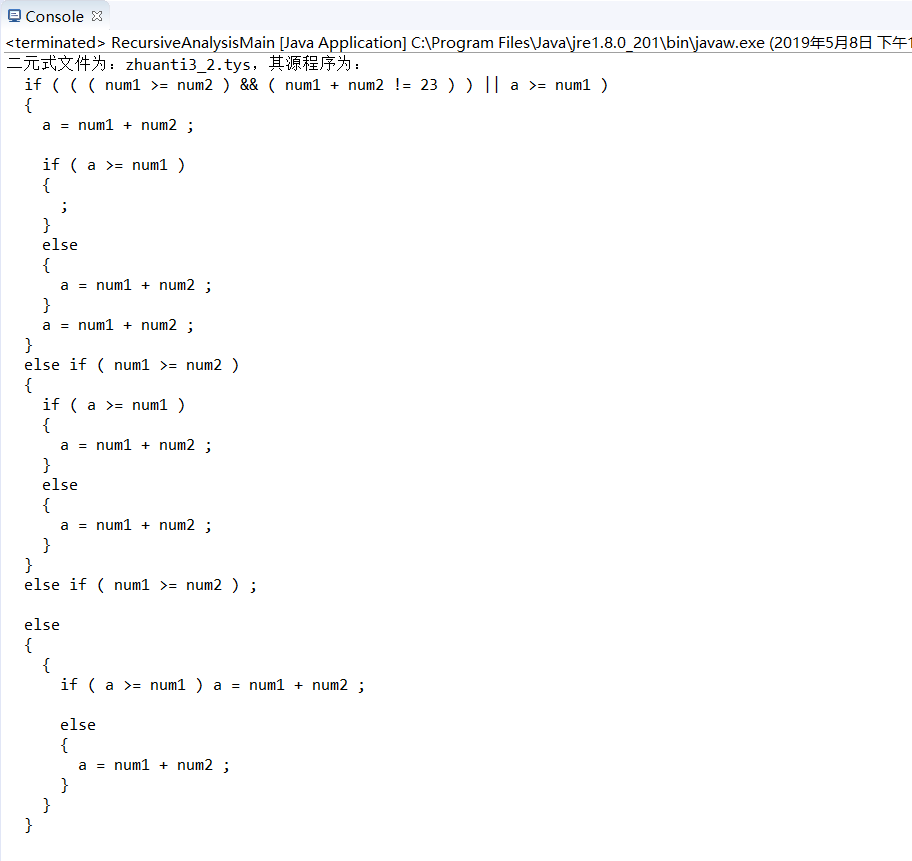 Console
<terminated> RecursiveAnalysisMain [Java Application] C:\Program Files\Java\jre1.8.0_201\bin\javaw.exe (2019年5月8日 下午1
二元式文件为：zhuanti3_2.tys，其源程序为：
  if ( ( ( num1 >= num2 ) && ( num1 + num2 != 23 ) ) || a >= num1 )
  {
    a = num1 + num2 ;

    if ( a >= num1 )
    {
      ;
    }
    else
    {
      a = num1 + num2 ;
    }
    a = num1 + num2 ;
  }
  else if ( num1 >= num2 )
  {
    if ( a >= num1 )
    {
      a = num1 + num2 ;
    }
    else
    {
      a = num1 + num2 ;
    }
  }
  else if ( num1 >= num2 ) ;

  else
  {
    {
      if ( a >= num1 ) a = num1 + num2 ;

      else
      {
        a = num1 + num2 ;
      }
    }
  }